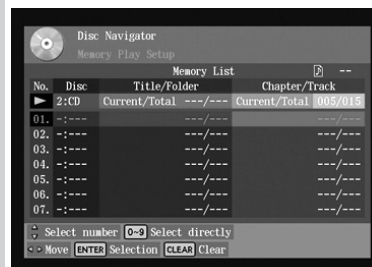 Disc Navigator
Memory Play Setup
Memory List --
No. Disc Title/Folder Chapter/Track
2:CD Current/Total ---/--- Current/Total 005/015
01. -:--- ---/--- ---/---
02. -:--- ---/--- ---/---
03. -:--- ---/--- ---/---
04. -:--- ---/--- ---/---
05. -:--- ---/--- ---/---
06. -:--- ---/--- ---/---
07. -:--- ---/--- ---/---
Select number 0~9 Select directly
Move ENTER Selection CLEAR Clear